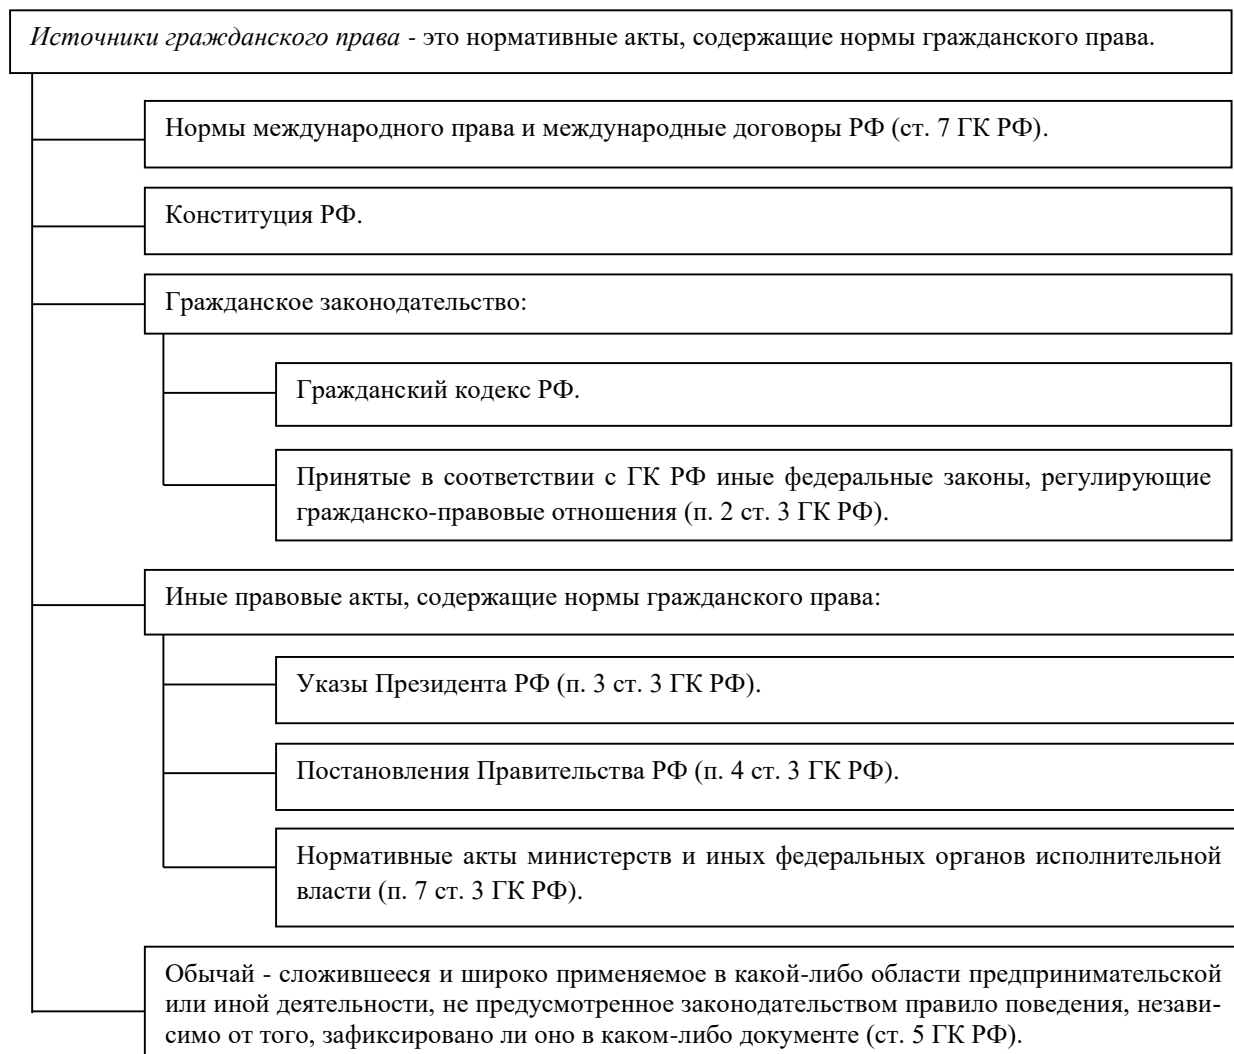 Источники гражданского права - это нормативные акты, содержащие нормы гражданского права.
Нормы международного права и международные договоры РФ (ст. 7 ГК РФ).
Конституция РФ.
Гражданское законодательство:
Гражданский кодекс РФ.
Принятые в соответствии с ГК РФ иные федеральные законы, регулирующие
гражданско-правовые отношения (п. 2 ст. 3 ГК РФ).
Иные правовые акты, содержащие нормы гражданского права:
Указы Президента РФ (п. 3 ст. 3 ГК РФ).
Постановления Правительства РФ (п. 4 ст. 3 ГК РФ).
Нормативные акты министерств и иных федеральных органов исполнительной
власти (п. 7 ст. 3 ГК РФ).
Обычай - сложившееся и широко применяемое в какой-либо области предпринимательской
или иной деятельности, не предусмотренное законодательством правило поведения, незави-
симо от того, зафиксировано ли оно в каком-либо документе (ст. 5 ГК РФ).